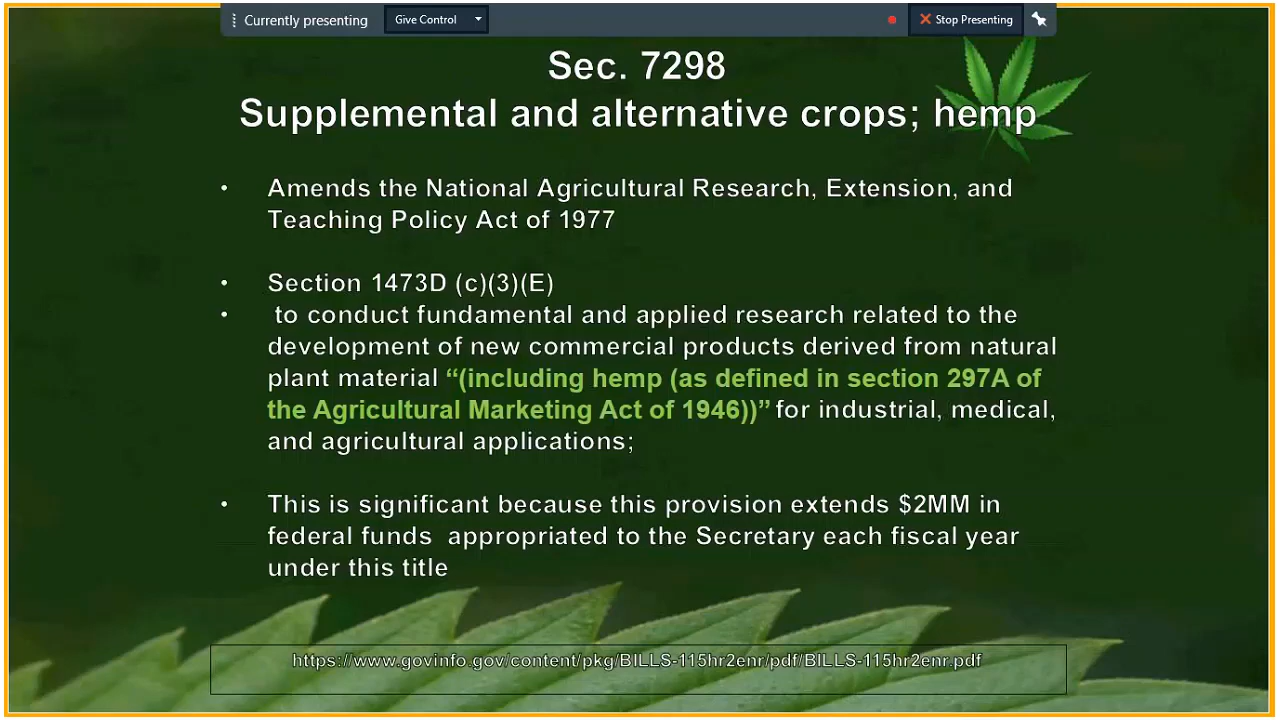 Currently presenting
Give Control
Stop Presenting
Sec. 7298
Supplemental and alternative crops; hemp
• Amends the National Agricultural Research, Extension, and
Teaching Policy Act of 1977
• Section 1473D (c)(3)(E)
• to conduct fundamental and applied research related to the
development of new commercial products derived from natural
plant material “(including hemp (as defined in section 297A of
the Agricultural Marketing Act of 1946))” for industrial, medical,
and agricultural applications;
• This is significant because this provision extends $2MM in
federal funds appropriated to the Secretary each fiscal year
under this title
https://www.govinfo.gov/content/pkg/BILLS-115hr2enr/pdf/BILLS-115hr2enr.pdf